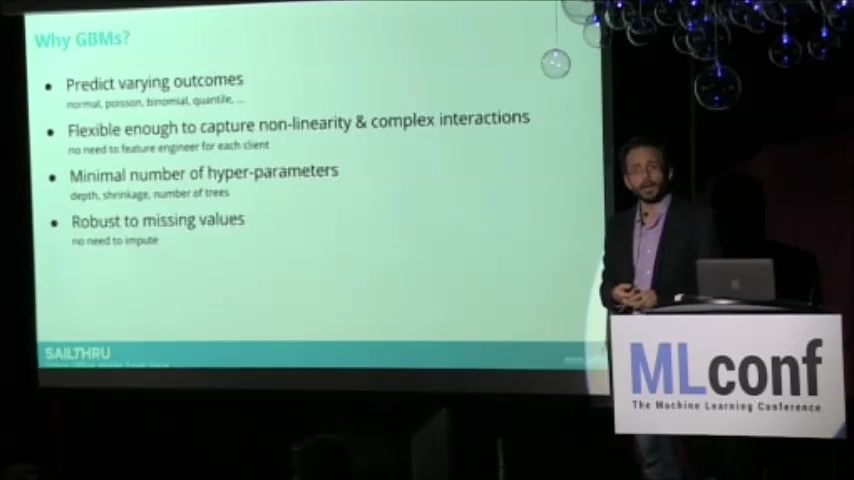 Why GBMs?
• Predict varying outcomes
normal, poisson, binomial, quantile, ...
• Flexible enough to capture non-linearity & complex interactions
no need to feature engineer for each client
• Minimal number of hyper-parameters
depth, shrinkage, number of trees
• Robust to missing values
no need to impute
SAILTHRU
MLconf
The Machine Learning Conference